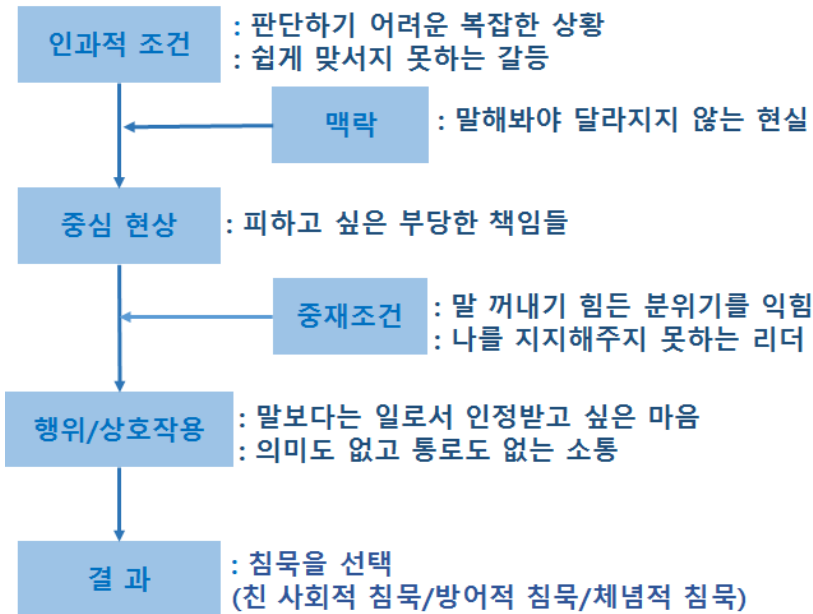 인과적 조건
: 판단하기 어려운 복잡한 상황
: 쉽게 맞서지 못하는 갈등
맥락
: 말해봐야 달라지지 않는 현실
중심 현상
: 피하고 싶은 부당한 책임들
중재조건
: 말 꺼내기 힘든 분위기를 익힘
: 나를 지지해주지 못하는 리더
행위/상호작용
: 말보다는 일로서 인정받고 싶은 마음
: 의미도 없고 통로도 없는 소통
결 과
: 침묵을 선택
(친 사회적 침묵/방어적 침묵/체념적 침묵)